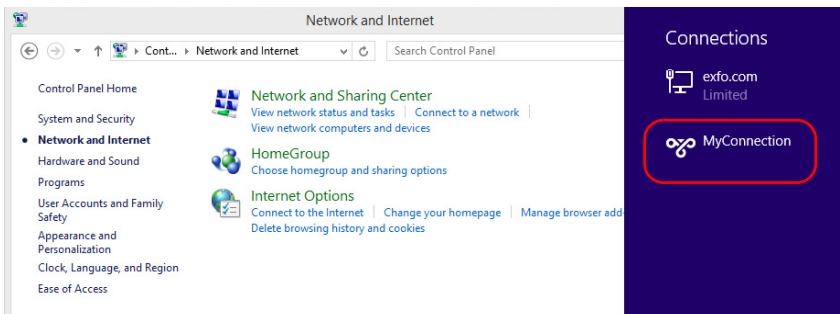 Network and Internet
Cont... Network and Internet Search Control Panel
Control Panel Home
System and Security
Network and Internet
Hardware and Sound
Programs
User Accounts and Family
Safety
Appearance and
Personalization
Clock, Language, and Region
Ease of Access
Network and Sharing Center
View network status and tasks Connect to a network
View network computers and devices
HomeGroup
Choose homegroup and sharing options
Internet Options
Connect to the Internet Change your homepage Manage browser add-
Delete browsing history and cookies
Connections
exfo.com
Limited
MyConnection